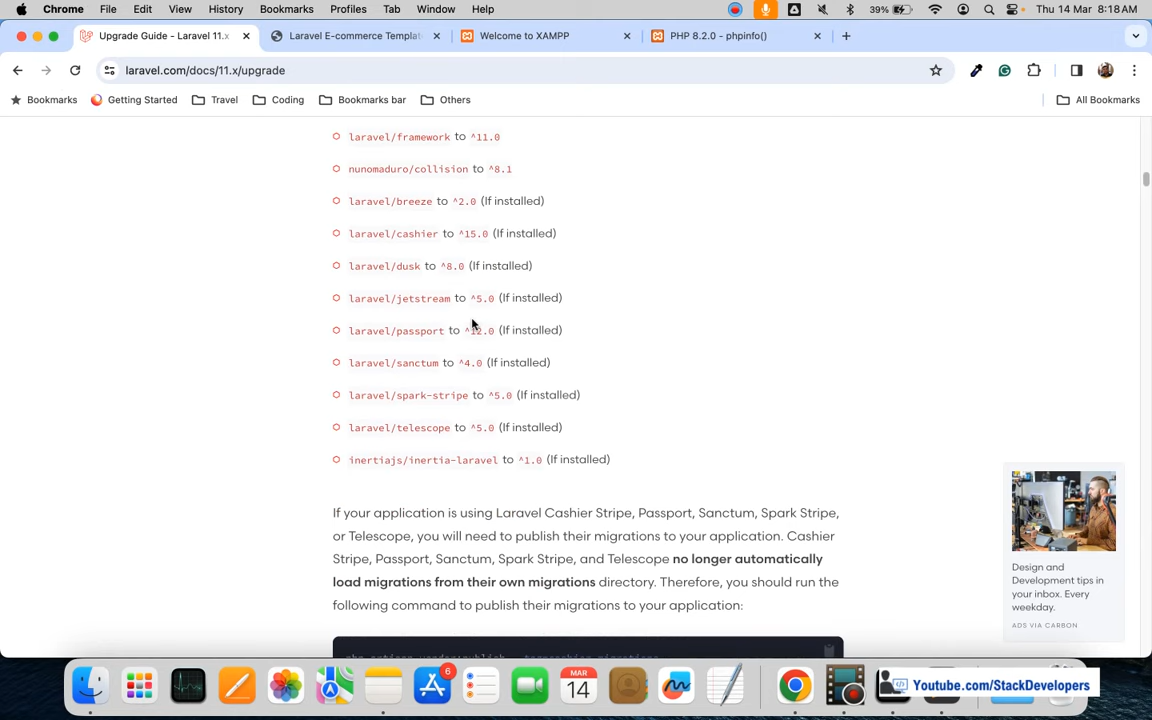 Chrome File Edit View History Bookmarks Profiles Tab Window Help 39% Thu 14 Mar 8:18 AM
Upgrade Guide - Laravel 11.x Laravel E-commerce Templat Welcome to XAMPP PHP 8.2.0 - phpinfo()
laravel.com/docs/11.x/upgrade
Bookmarks Getting Started Travel Coding Bookmarks bar Others All Bookmarks
laravel/framework to ^11.0
nunomaduro/collision to ^8.1
laravel/breeze to ^2.0 (If installed)
laravel/cashier to ^15.0 (If installed)
laravel/dusk to ^8.0 (If installed)
laravel/jetstream to ^5.0 (If installed)
laravel/passport to ^12.0 (If installed)
laravel/sanctum to ^4.0 (If installed)
laravel/spark-stripe to ^5.0 (If installed)
laravel/telescope to ^5.0 (If installed)
inertiajs/inertia-laravel to ^1.0 (If installed)
If your application is using Laravel Cashier Stripe, Passport, Sanctum, Spark Stripe,
or Telescope, you will need to publish their migrations to your application. Cashier
Stripe, Passport, Sanctum, Spark Stripe, and Telescope no longer automatically
load migrations from their own migrations directory. Therefore, you should run the
following command to publish their migrations to your application:
Design and
Development tips in
your inbox. Every
weekday.
ADS VIA CARBON
6
MAR
14
Youtube.com/StackDevelopers